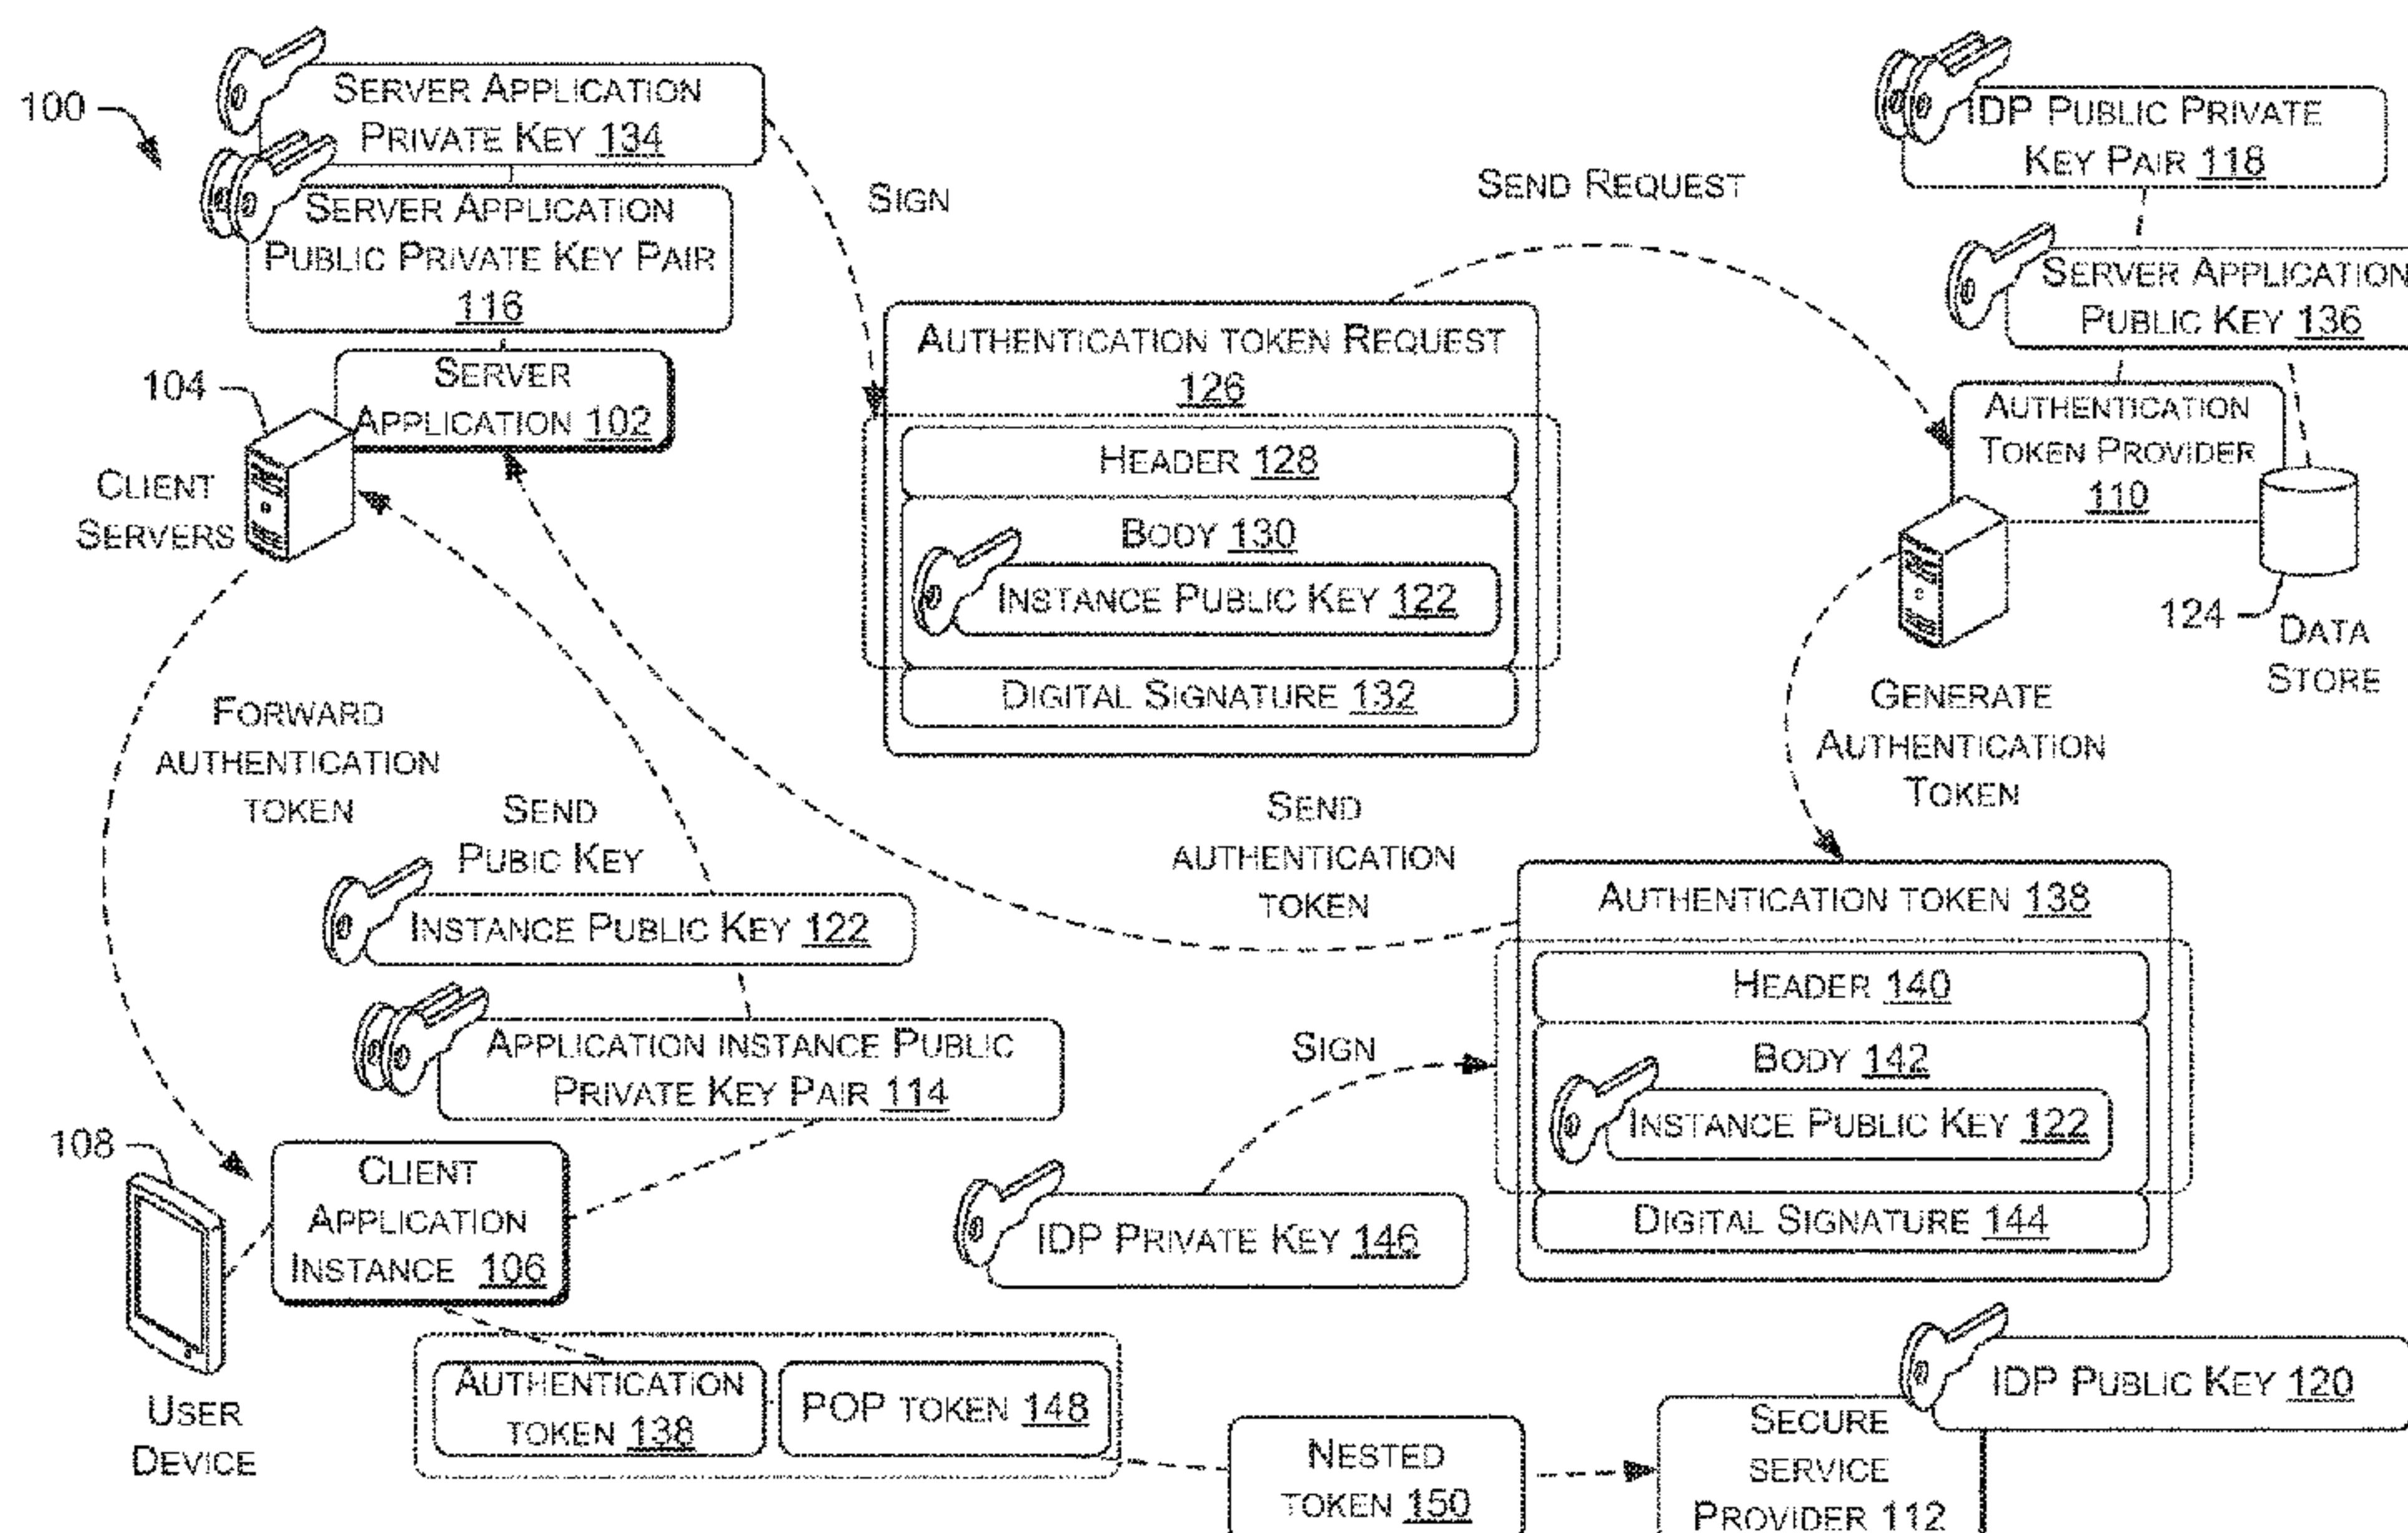 100
SERVER APPLICATION
PRIVATE KEY 134
SERVER APPLICATION
PUBLIC PRIVATE KEY PAIR
116
SERVER
APPLICATION 102
104
CLIENT
SERVERS
SIGN
SEND REQUEST
IDP PUBLIC PRIVATE
KEY PAIR 118
SERVER APPLICATION
PUBLIC KEY 136
AUTHENTICATION
TOKEN PROVIDER
110
124
DATA
STORE
AUTHENTICATION TOKEN REQUEST
126
HEADER 128
BODY 130
INSTANCE PUBLIC KEY 122
DIGITAL SIGNATURE 132
GENERATE
AUTHENTICATION
TOKEN
FORWARD
AUTHENTICATION
TOKEN
SEND
PUBIC KEY
INSTANCE PUBLIC KEY 122
SEND
AUTHENTICATION
TOKEN
APPLICATION INSTANCE PUBLIC
PRIVATE KEY PAIR 114
AUTHENTICATION TOKEN 138
HEADER 140
BODY 142
INSTANCE PUBLIC KEY 122
DIGITAL SIGNATURE 144
SIGN
IDP PRIVATE KEY 146
108
CLIENT
APPLICATION
INSTANCE 106
USER
DEVICE
AUTHENTICATION
TOKEN 138
POP TOKEN 148
NESTED
TOKEN 150
IDP PUBLIC KEY 120
SECURE
SERVICE
PROVIDER 112